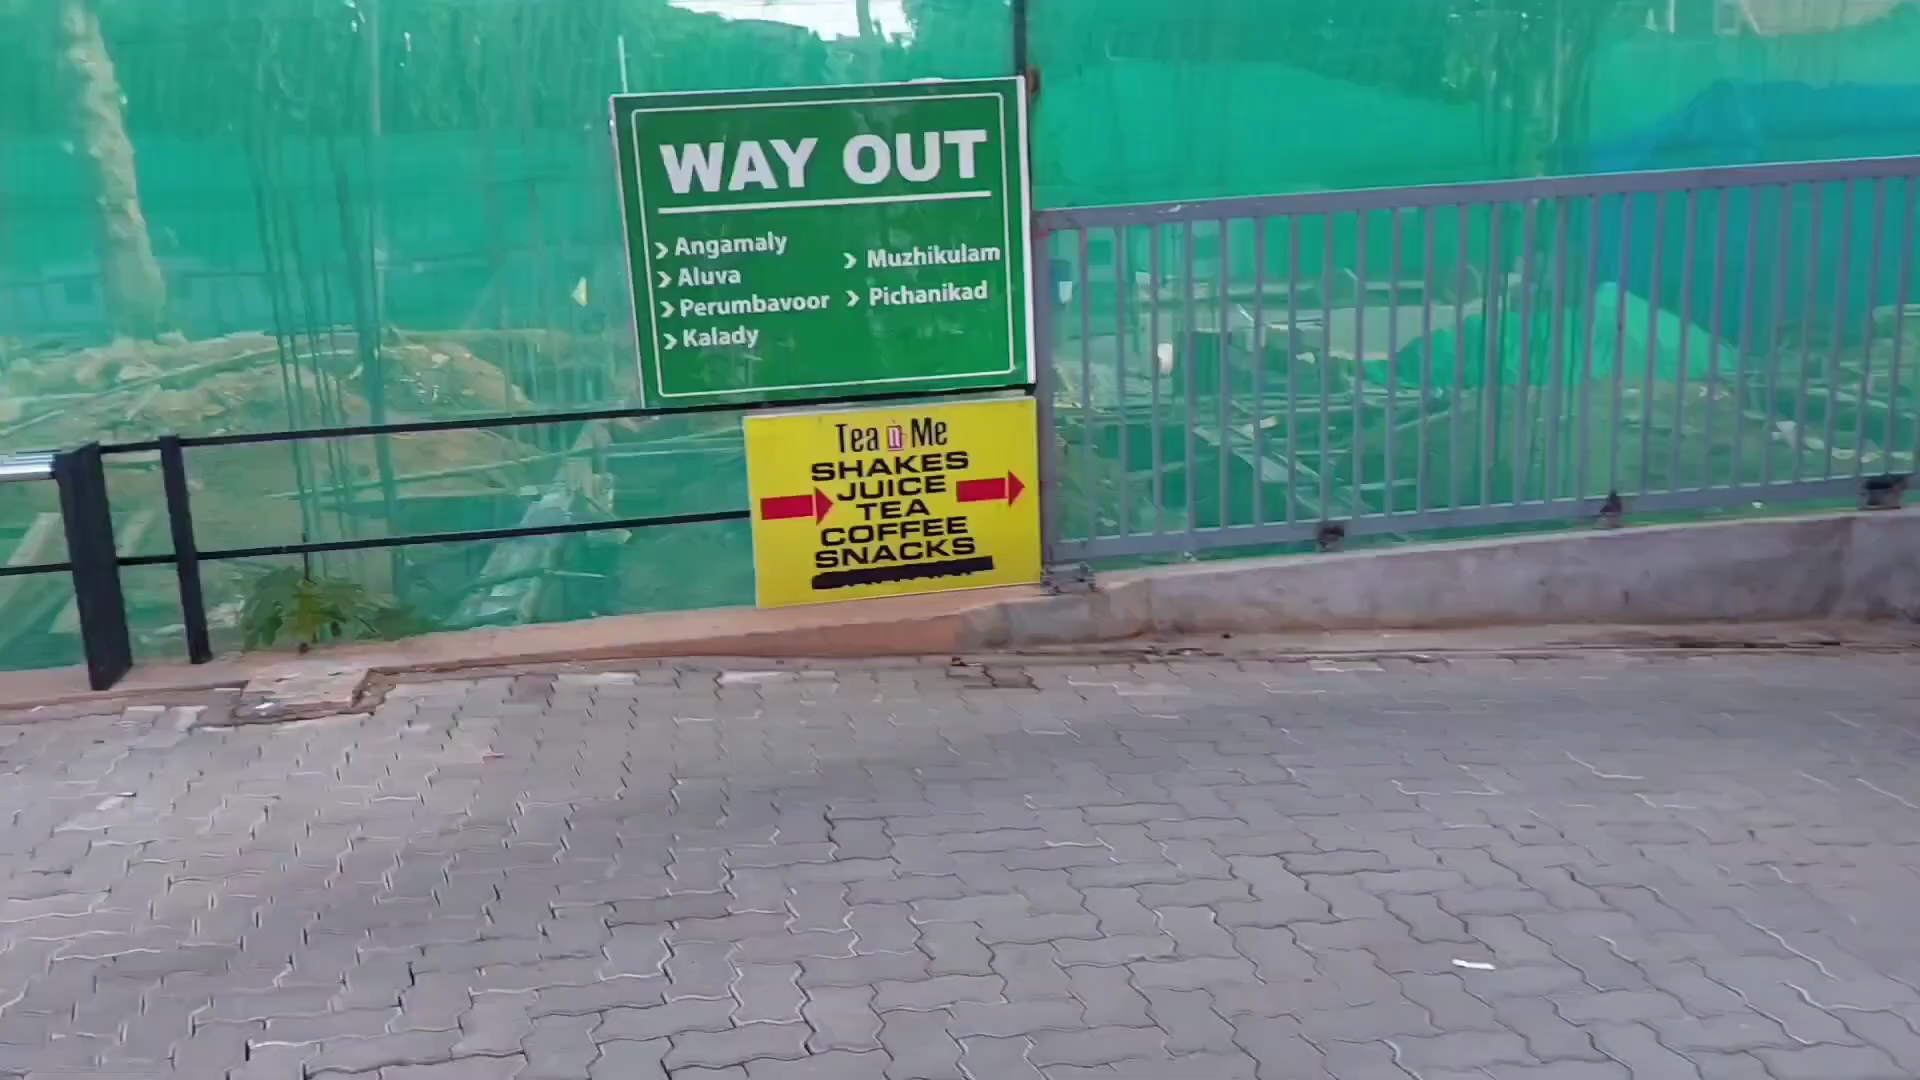 WAY OUT
Angamaly
Aluva
Perumbavoor
Kalady
Muzhikulam
Pichanikad
Tea n Me
SHAKES
JUICE
TEA
COFFEE
SNACKS